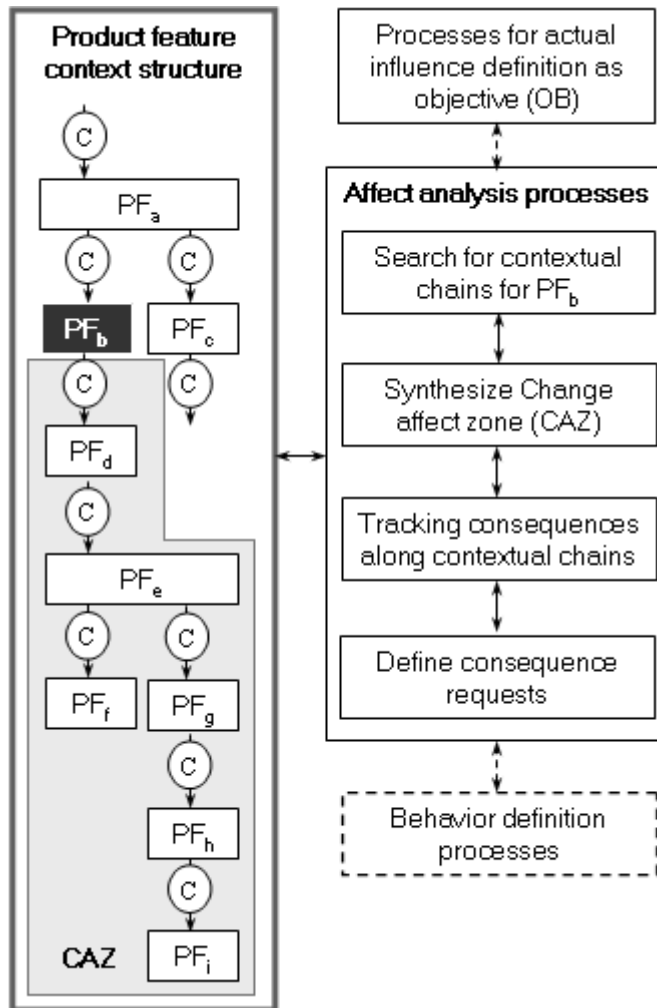 Product feature
context structure
C
PFa
C
C
PFb
PFc
C
C
PFd
C
PFe
C
C
PFf
PFg
C
PFh
C
CAZ
PFi
Processes for actual
influence definition as
objective (OB)
Affect analysis processes
Search for contextual
chains for PFb
Synthesize Change
affect zone (CAZ)
Tracking consequences
along contextual chains
Define consequence
requests
Behavior definition
processes